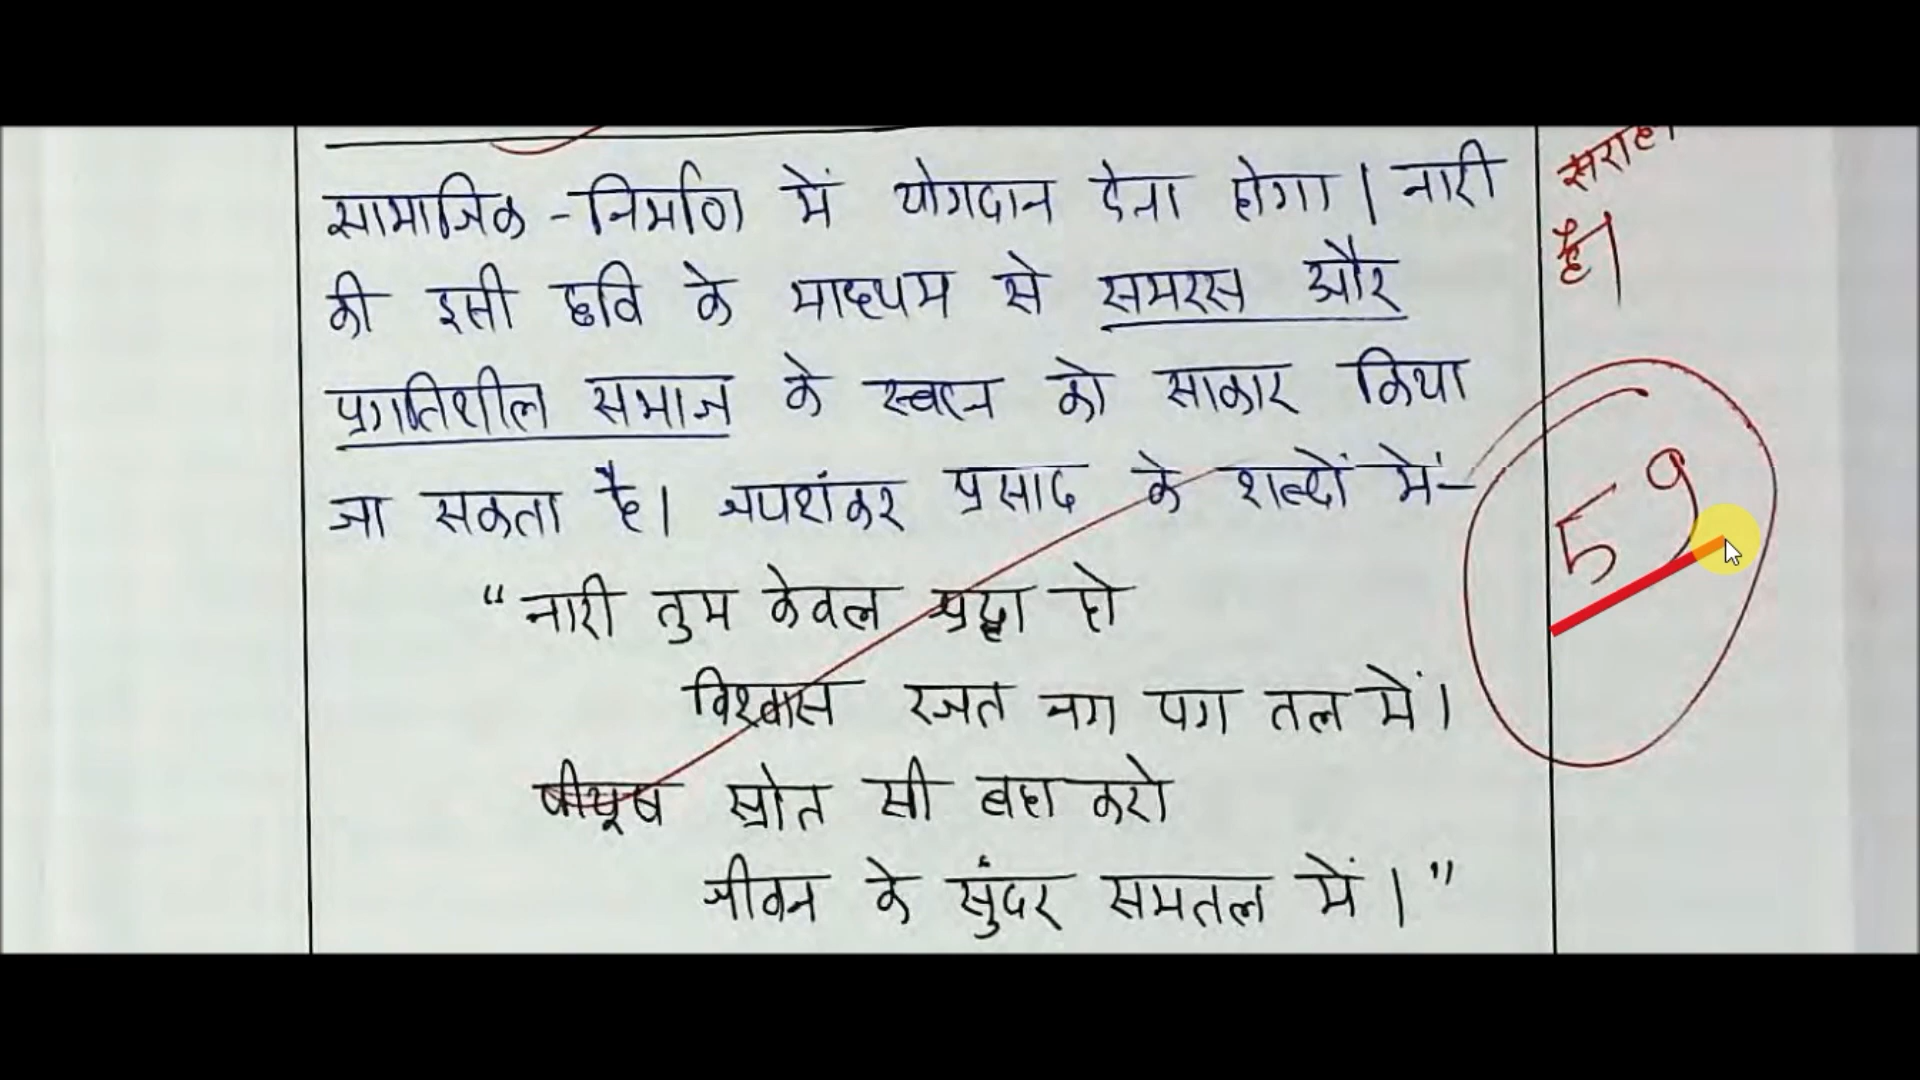 सामाजिक - निर्माण में योगदान देना होगा। नारी
की इसी छवि के माध्यम से समरस और
प्रगतिशील समाज के स्वप्न को साकार किया
जा सकता है। जयशंकर प्रसाद के शब्दों में-
“नारी तुम केवल श्रद्धा हो
विश्वास रजत नग पग तल में।
पीयूष स्रोत सी बहा करो
जीवन के सुंदर समतल में।”
है।
59